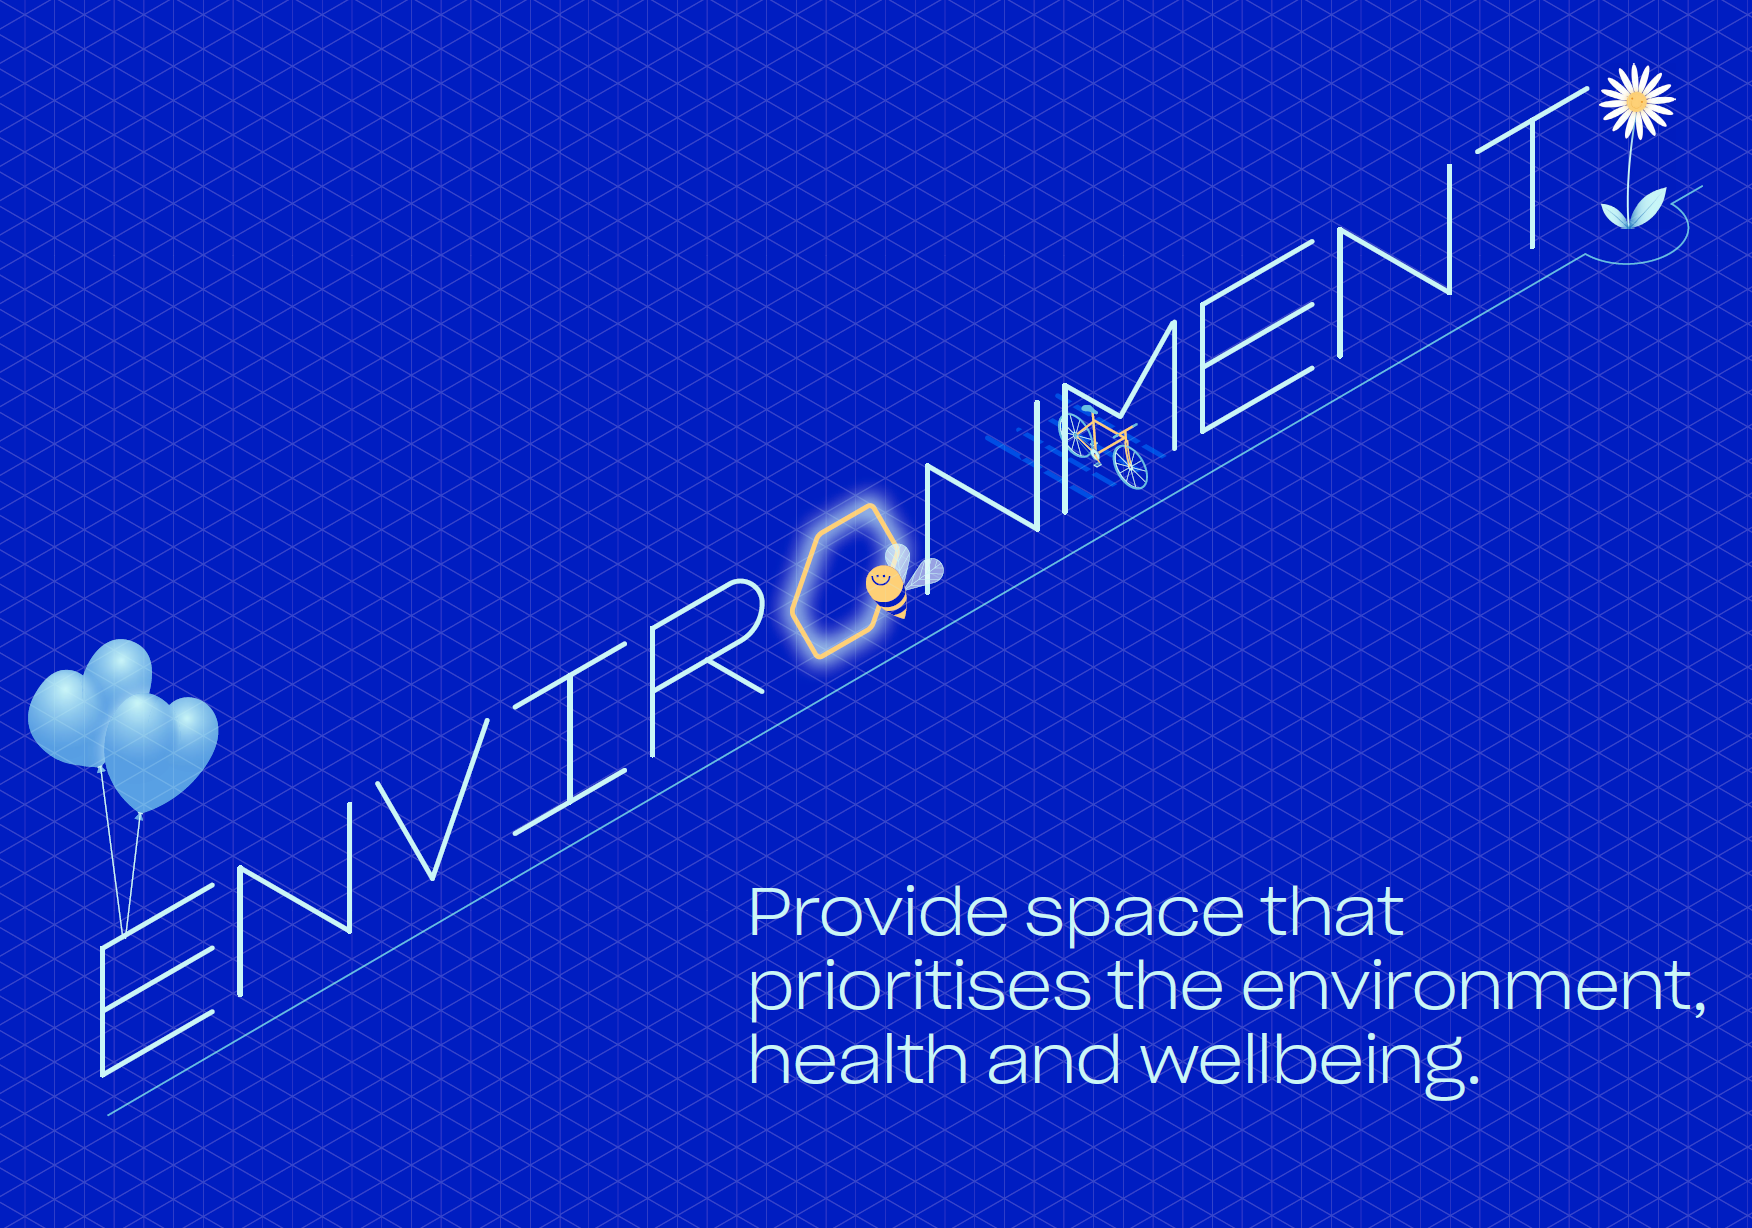 ENVIRONMENT
Provide space that
prioritises the environment,
health and wellbeing.